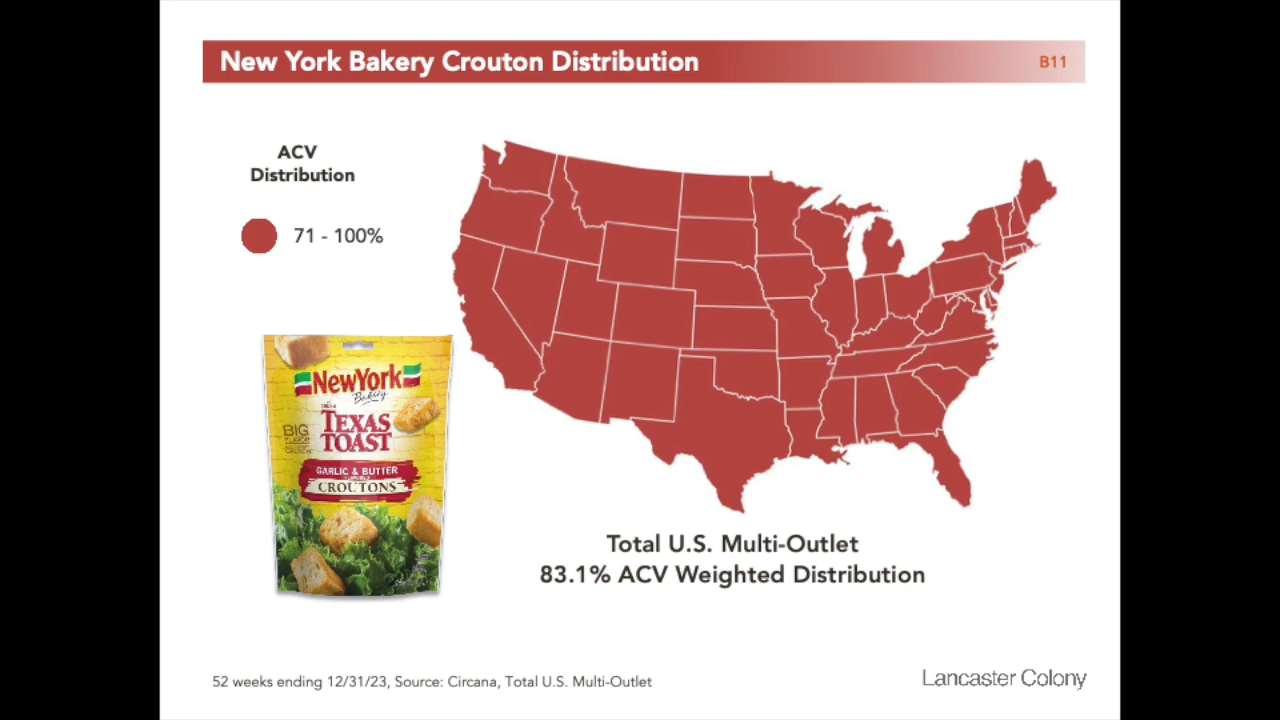 New York Bakery Crouton Distribution
B11
ACV
Distribution
71 - 100%
NewYork
Bakery
TEXAS
TOAST
BIG
GARLIC & BUTTER
CROUTONS
Total U.S. Multi-Outlet
83.1% ACV Weighted Distribution
52 weeks ending 12/31/23, Source: Circana, Total U.S. Multi-Outlet
Lancaster Colony